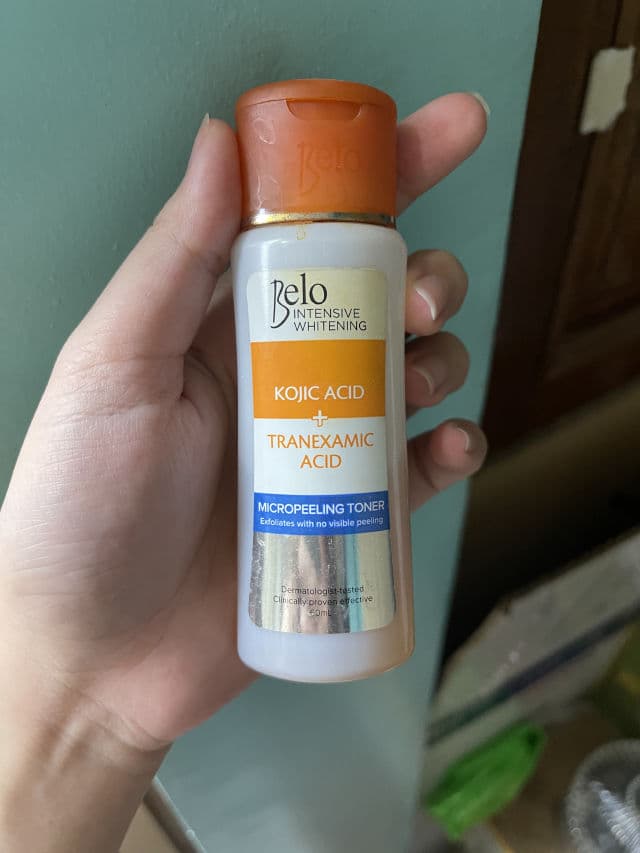 Belo
Belo
INTENSIVE
WHITENING
KOJIC ACID
+
TRANEXAMIC
ACID
MICROPEELING TONER
Exfoliates with no visible peeling
Dermatologist-tested
Clinically proven effective
60mL